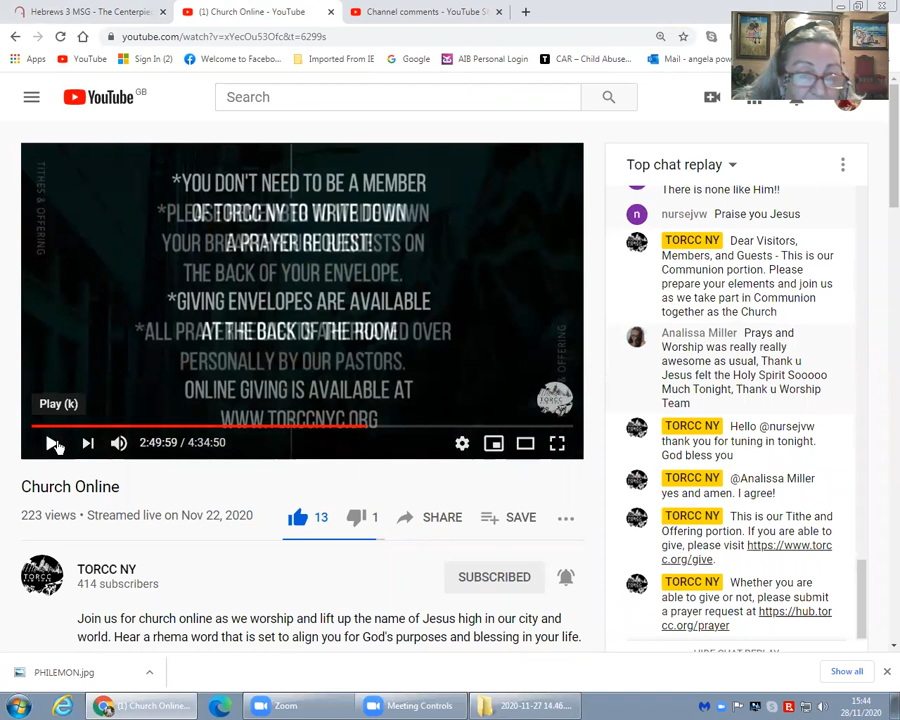 Hebrews 3 MSG - The Centerpie
(1) Church Online - YouTube
Channel comments - YouTube St
youtube.com/watch?v=xYecOu53Ofc&t=6299s
Apps
YouTube
Sign In (2)
Welcome to Facebo...
Imported From IE
Google
AIB Personal Login
CAR – Child Abuse...
Mail - angela pow
YouTube GB
Search
TITHES & OFFERING
*YOU DON'T NEED TO BE A MEMBER
OF TORCC NY TO WRITE DOWN
A PRAYER REQUEST!
THE BACK OF YOUR ENVELOPE.
*GIVING ENVELOPES ARE AVAILABLE
AT THE BACK OF THE ROOM
PERSONALLY BY OUR PASTORS.
ONLINE GIVING IS AVAILABLE AT
WWW.TORCCNYC.ORG
& OFFERING
Play (k)
2:49:59 / 4:34:50
Church Online
223 views • Streamed live on Nov 22, 2020
13
1
SHARE
SAVE
TORCC NY
414 subscribers
SUBSCRIBED
Join us for church online as we worship and lift up the name of Jesus high in our city and
world. Hear a rhema word that is set to align you for God's purposes and blessing in your life.
Top chat replay
There is none like Him!!
n
nursejvw Praise you Jesus
TORCC NY Dear Visitors,
Members, and Guests - This is our
Communion portion. Please
prepare your elements and join us
as we take part in Communion
together as the Church
Analissa Miller Prays and
Worship was really really
awesome as usual, Thank u
Jesus felt the Holy Spirit Sooooo
Much Tonight, Thank u Worship
Team
TORCC NY Hello @nursejvw
thank you for tuning in tonight.
God bless you
TORCC NY @Analissa Miller
yes and amen. I agree!
TORCC NY This is our Tithe and
Offering portion. If you are able to
give, please visit https://www.torc
c.org/give.
TORCC NY Whether you are
able to give or not, please submit
a prayer request at https://hub.tor
cc.org/prayer
HIDE CHAT REPLAY
PHILEMON.jpg
Show all
(1) Church Online...
Zoom
Meeting Controls
2020-11-27 14.46....
15:44
28/11/2020